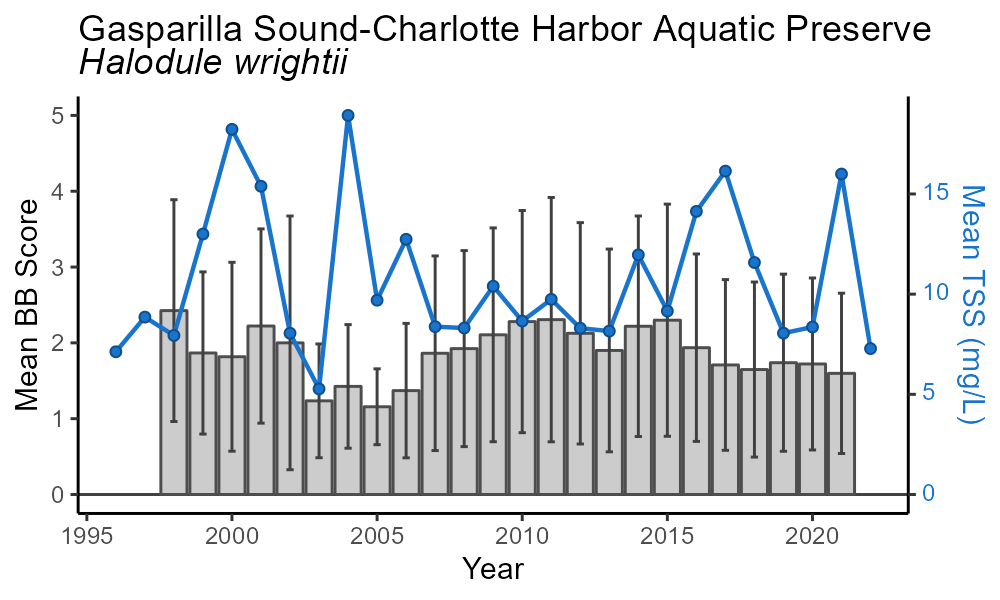 Gasparilla Sound-Charlotte Harbor Aquatic Preserve
Halodule wrightii
Mean BB Score
5
4
3
2
1
0
15
10
5
0
Mean TSS (mg/L)
1995 2000 2005 2010 2015 2020
Year